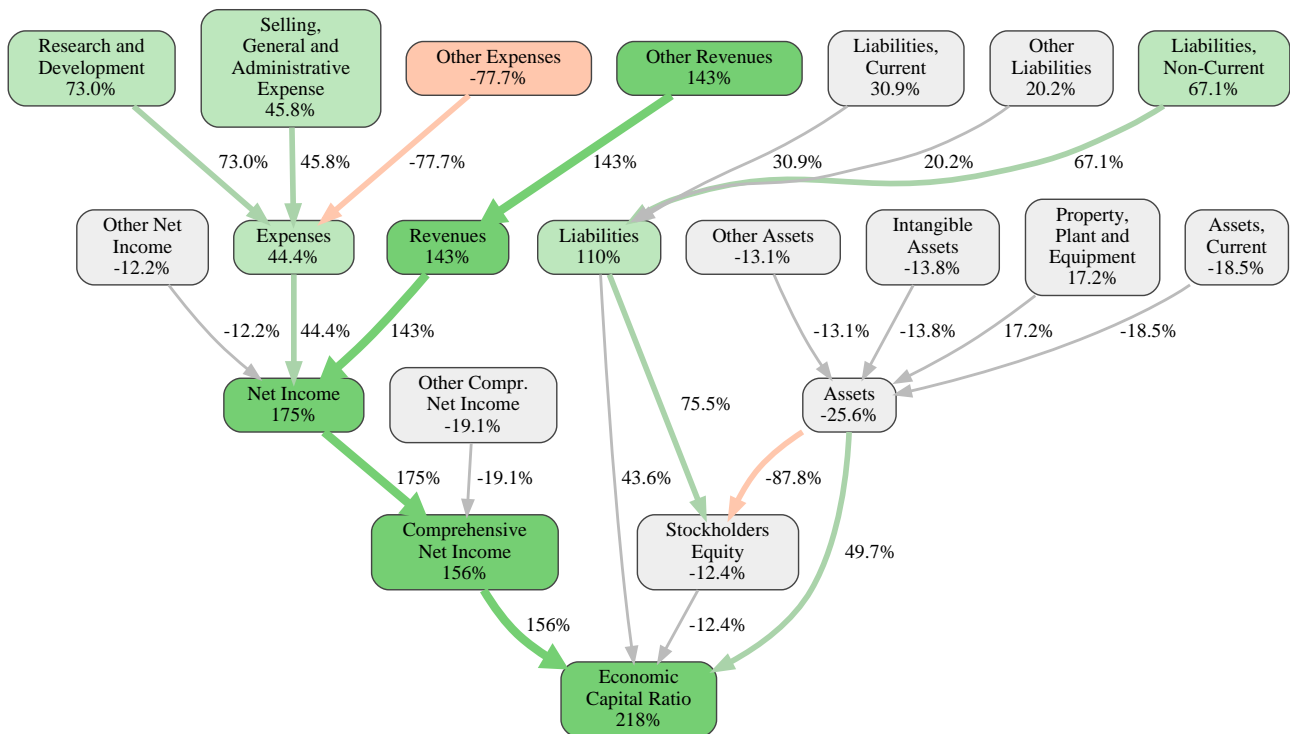 Research and
Development
73.0%
Selling,
General and
Administrative
Expense
45.8%
Other Expenses
-77.7%
Other Revenues
143%
Liabilities,
Current
30.9%
Other
Liabilities
20.2%
Liabilities,
Non-Current
67.1%
73.0%
45.8%
-77.7%
143%
30.9%
20.2%
67.1%
Other Net
Income
-12.2%
Expenses
44.4%
Revenues
143%
Liabilities
110%
Other Assets
-13.1%
Intangible
Assets
-13.8%
Property,
Plant and
Equipment
17.2%
Assets,
Current
-18.5%
-12.2%
44.4%
143%
-13.1%
-13.8%
17.2%
-18.5%
Net Income
175%
Other Compr.
Net Income
-19.1%
75.5%
Assets
-25.6%
175%
-19.1%
43.6%
-87.8%
49.7%
Comprehensive
Net Income
156%
Stockholders
Equity
-12.4%
156%
-12.4%
Economic
Capital Ratio
218%